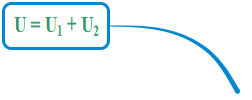 U = U₁ + U₂